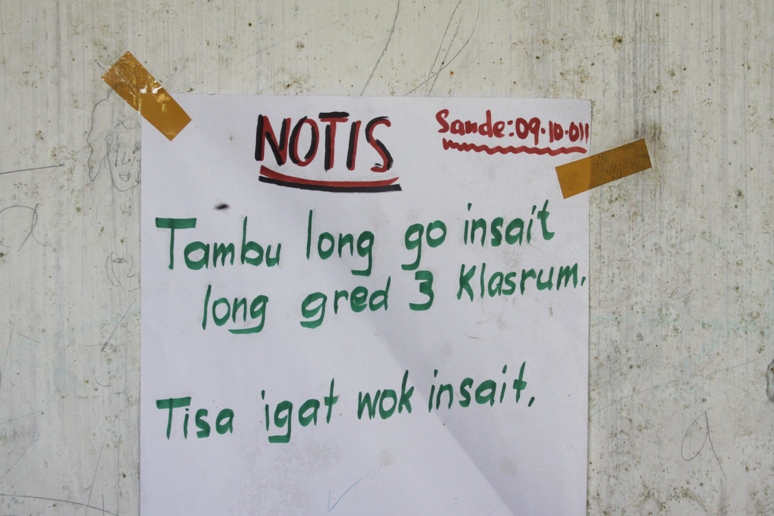 NOTIS
Sande:09.10.011
Tambu long go insait
long gred 3 Klasrum.
Tisa igat wok insait,